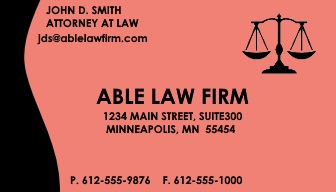 JOHN D. SMITH
ATTORNEY AT LAW
jds@ablelawfirm.com
ABLE LAW FIRM
1234 MAIN STREET, SUITE300
MINNEAPOLIS, MN 55454
P. 612-555-9876 F. 612-555-1000